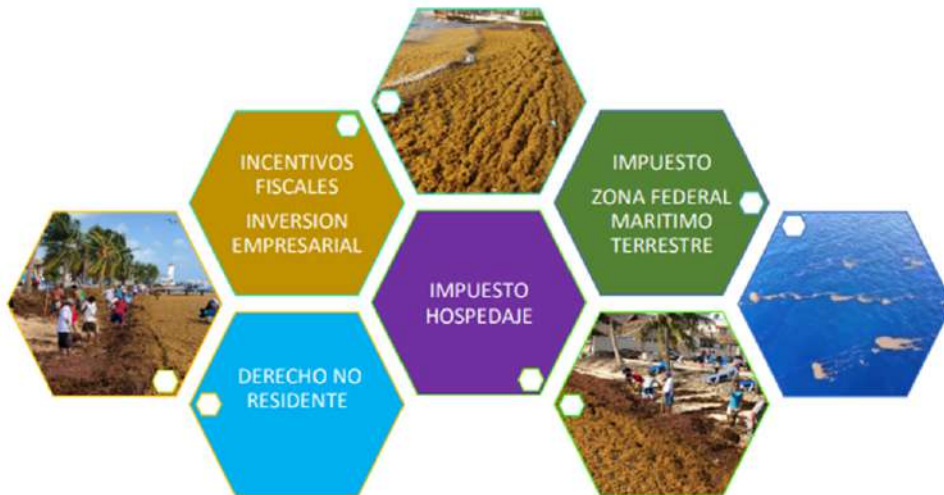 INCENTIVOS
FISCALES
INVERSION
EMPRESARIAL
IMPUESTO
ZONA FEDERAL
MARITIMO
TERRESTRE
IMPUESTO
HOSPEDAJE
DERECHO NO
RESIDENTE